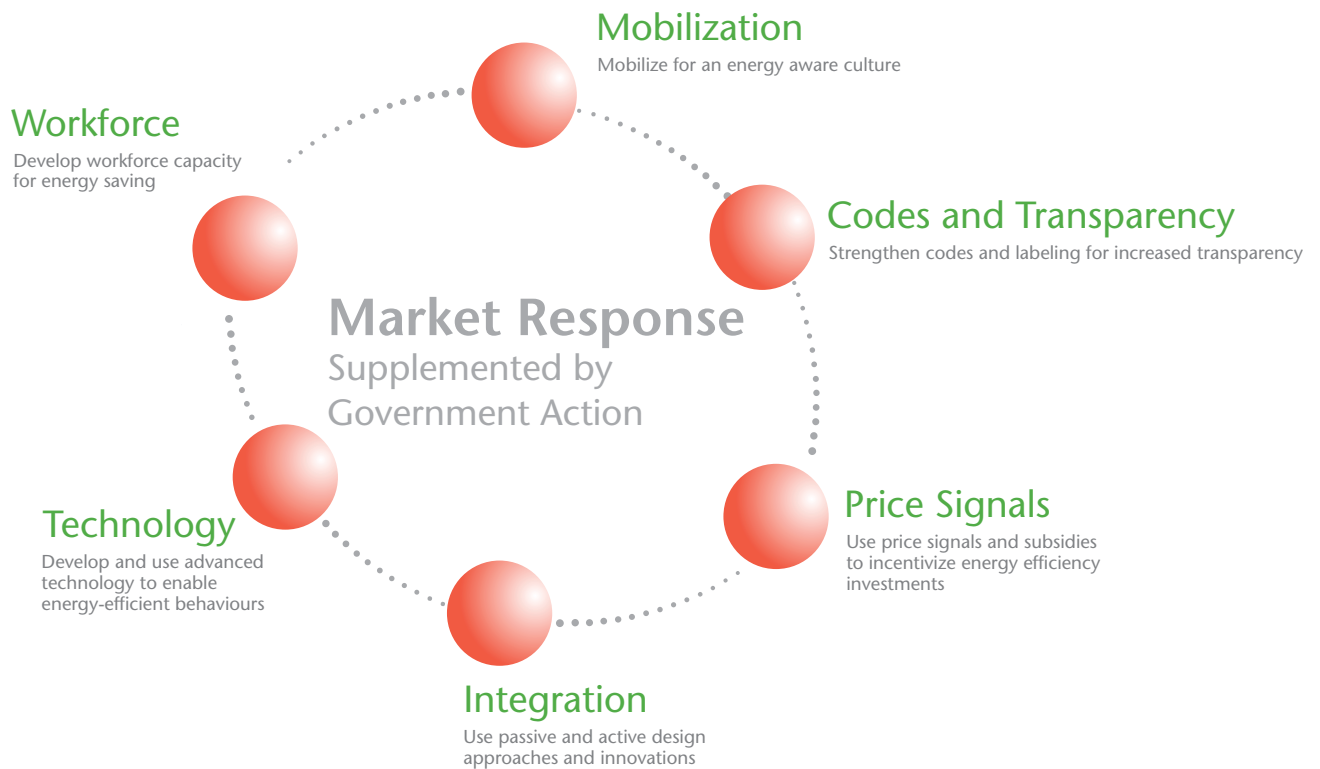 Mobilization
Mobilize for an energy aware culture
Workforce
Develop workforce capacity
for energy saving
Codes and Transparency
Strengthen codes and labeling for increased transparency
Market Response
Supplemented by
Government Action
Price Signals
Use price signals and subsidies
to incentivize energy efficiency
investments
Technology
Develop and use advanced
technology to enable
energy-efficient behaviours
Integration
Use passive and active design
approaches and innovations